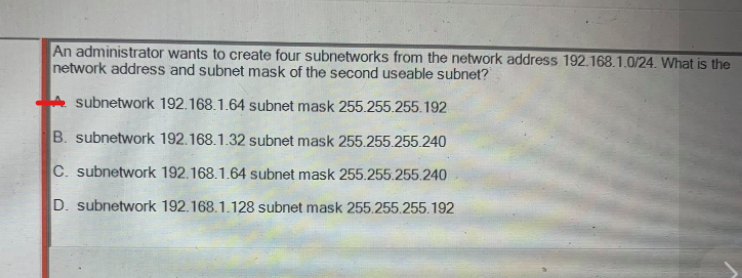 An administrator wants to create four subnetworks from the network address 192.168.1.0/24. What is the
network address and subnet mask of the second useable subnet?
A. subnetwork 192.168.1.64 subnet mask 255.255.255.192
B. subnetwork 192.168.1.32 subnet mask 255.255.255.240
C. subnetwork 192.168.1.64 subnet mask 255.255.255.240
D. subnetwork 192.168.1.128 subnet mask 255.255.255.192